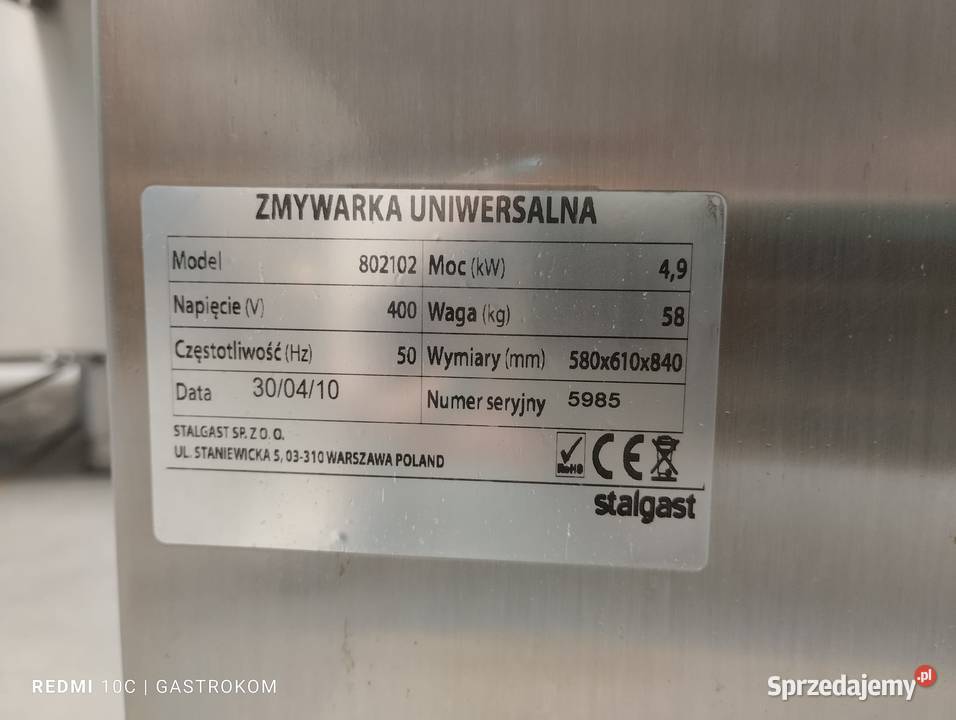 ZMYWARKA UNIWERSALNA
Model 802102 Moc (kW) 4,9
Napięcie (V) 400 Waga (kg) 58
Częstotliwość (Hz) 50 Wymiary (mm) 580x610x840
Data 30/04/10 Numer seryjny 5985
STALGAST SP. Z O. O.
UL. STANIEWICKA 5, 03-310 WARSZAWA POLAND
RoHS CE
stalgast
REDMI 10C | GASTROKOM
Sprzedajemy.pl